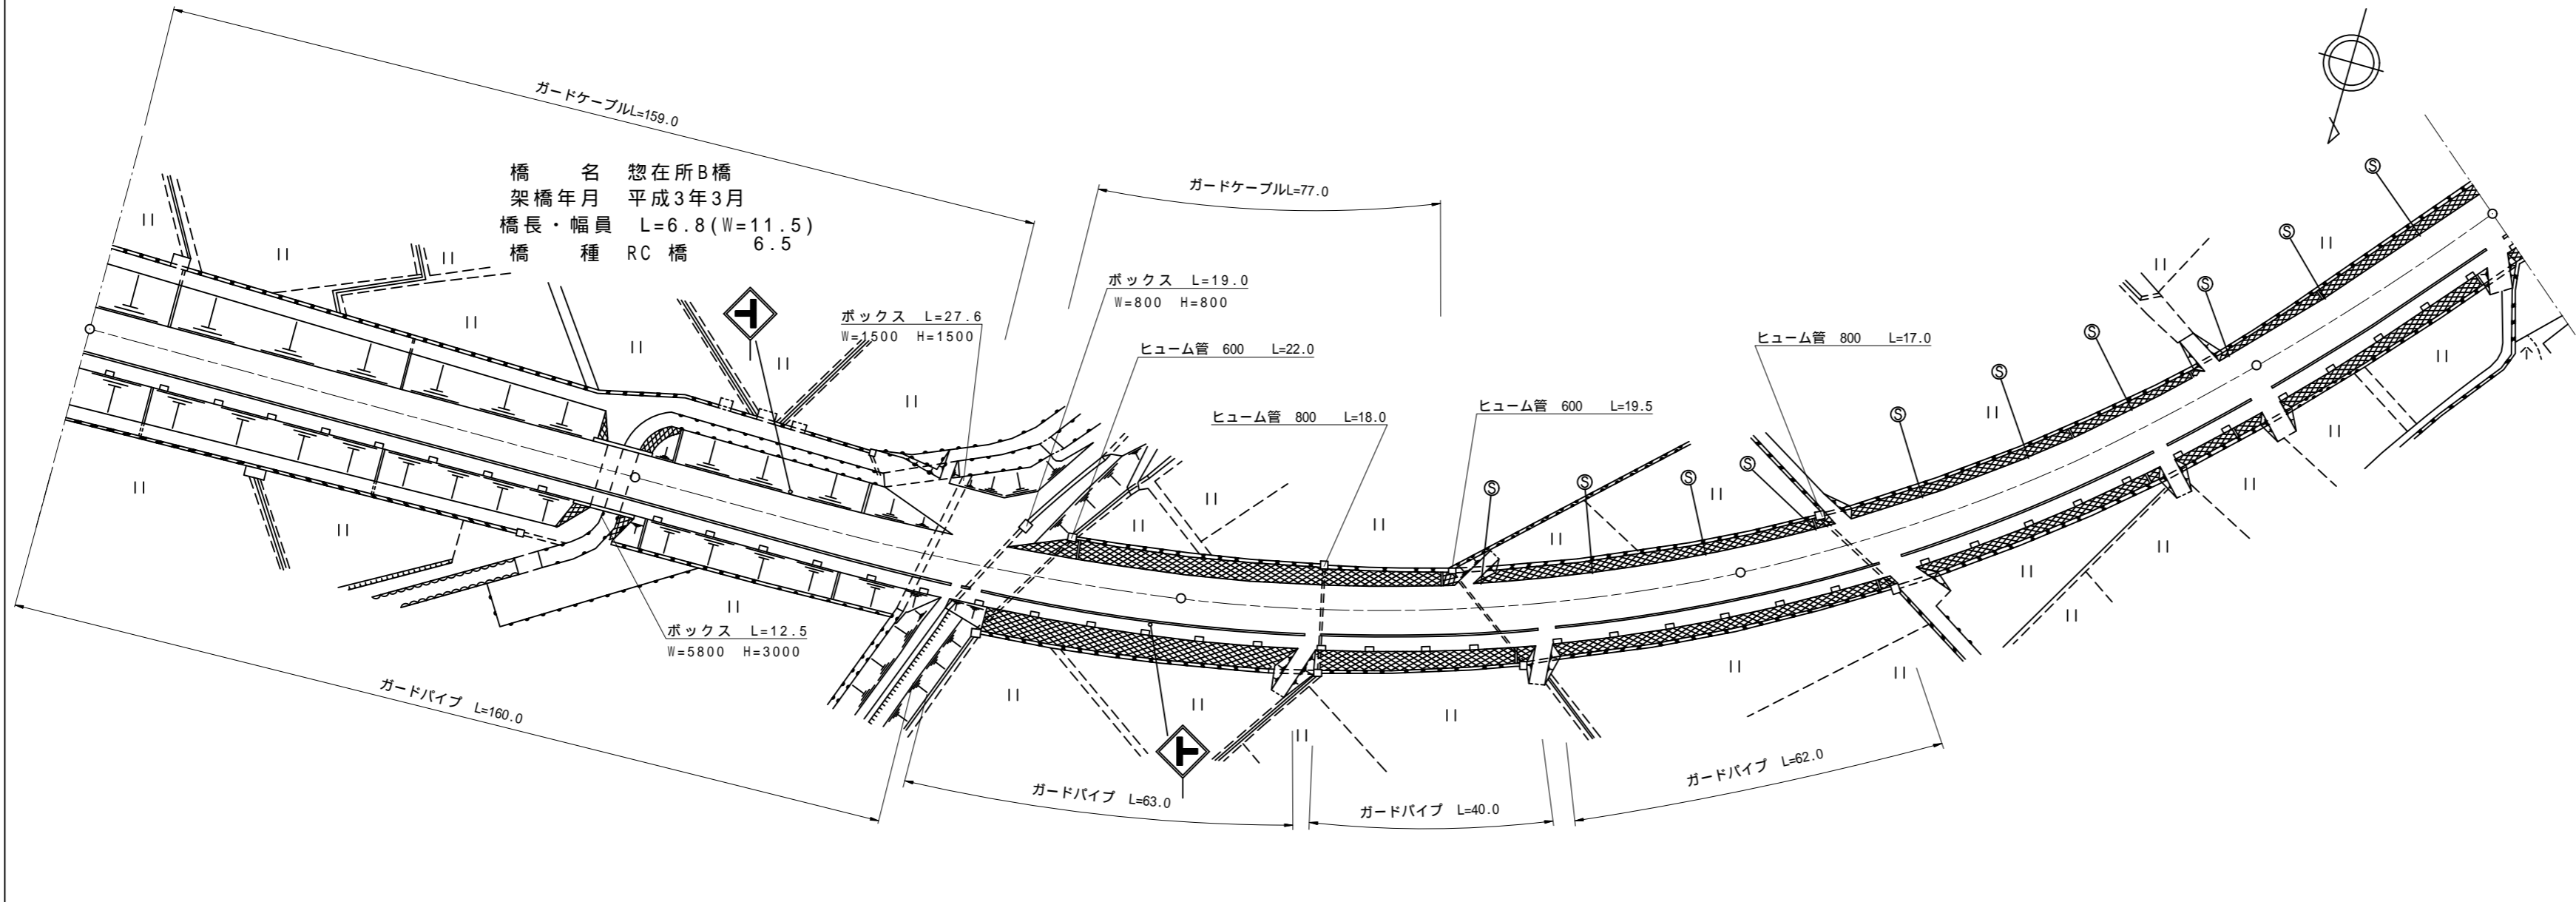 ガードケーブルL=159.0
橋　　名　惣在所B橋
架橋年月　平成3年3月
橋長・幅員　L=6.8(W=11.5)
6.5
橋　　種　RC 橋
ガードケーブルL=77.0
ボックス　L=19.0
W=800　H=800
ボックス　L=27.6
W=1500　H=1500
ヒューム管　600　L=22.0
ヒューム管　800　L=18.0
ヒューム管　600　L=19.5
ヒューム管　800　L=17.0
S
S
S
S
S
S
S
S
S
S
ボックス　L=12.5
W=5800　H=3000
ガードパイプ　L=160.0
ガードパイプ　L=63.0
ガードパイプ　L=40.0
ガードパイプ　L=62.0